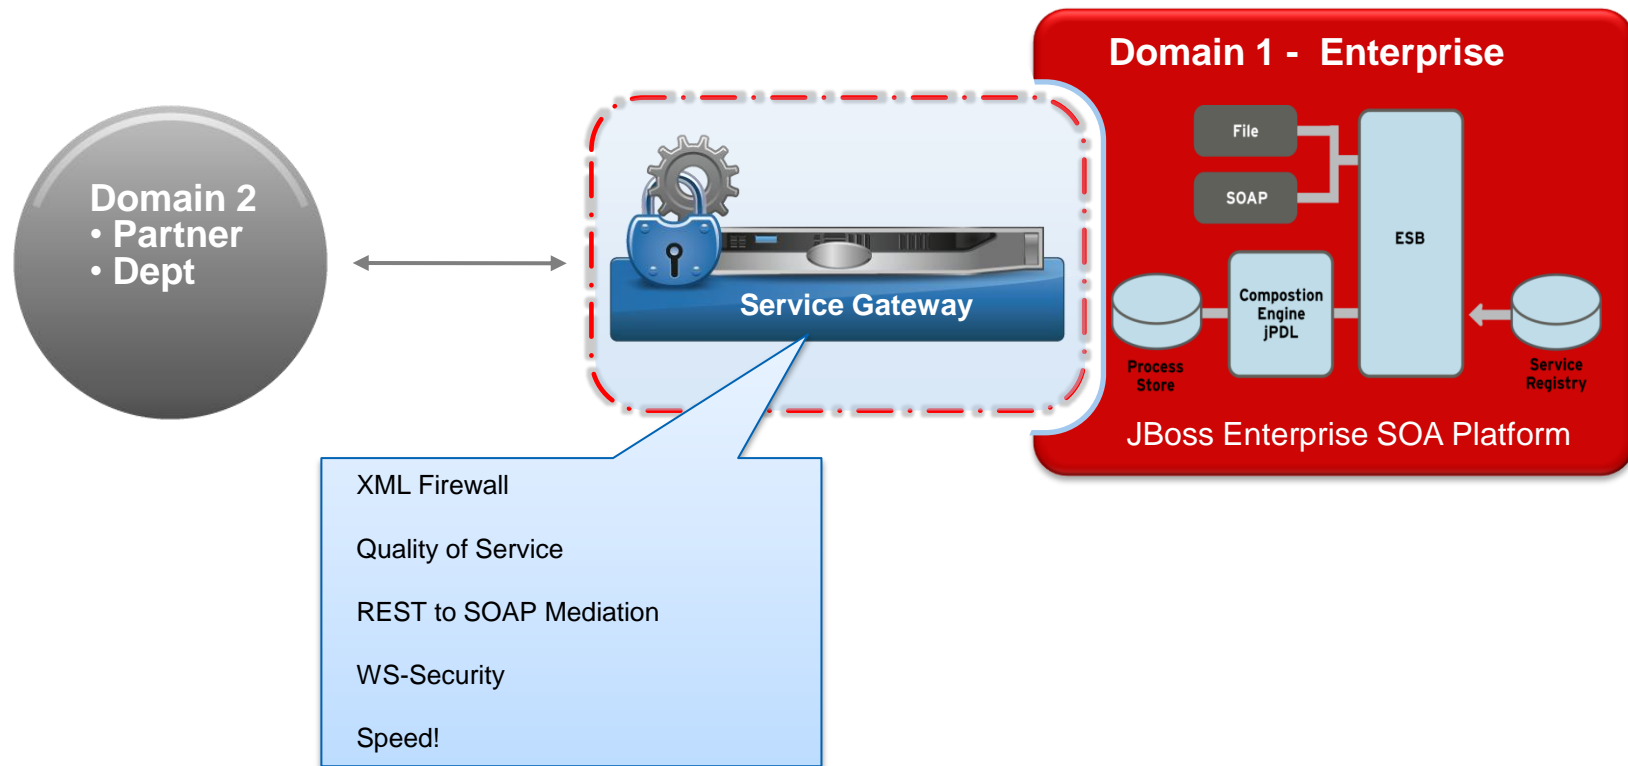 Domain 2
• Partner
• Dept
Service Gateway
XML Firewall
Quality of Service
REST to SOAP Mediation
WS-Security
Speed!
Domain 1 - Enterprise
File
SOAP
ESB
Compostion
Engine
jPDL
Process
Store
Service
Registry
JBoss Enterprise SOA Platform